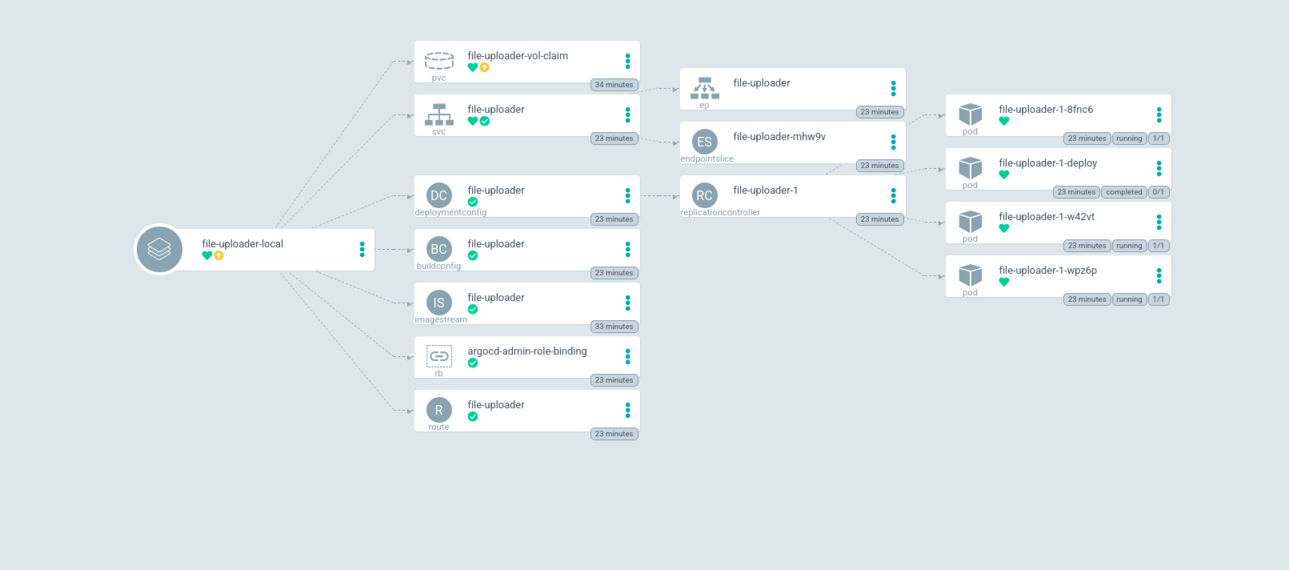 file-uploader-local
file-uploader-vol-claim
pvc
34 minutes
file-uploader
svc
23 minutes
DC
file-uploader
deploymentconfig
23 minutes
BC
file-uploader
buildconfig
23 minutes
IS
file-uploader
imagestream
33 minutes
argocd-admin-role-binding
rb
23 minutes
R
file-uploader
route
23 minutes
file-uploader
ep
23 minutes
ES
file-uploader-mhw9v
endpointslice
23 minutes
RC
file-uploader-1
replicationcontroller
23 minutes
file-uploader-1-8fnc6
pod
23 minutes running 1/1
file-uploader-1-deploy
pod
23 minutes completed 0/1
file-uploader-1-w42vt
pod
23 minutes running 1/1
file-uploader-1-wpz6p
pod
23 minutes running 1/1